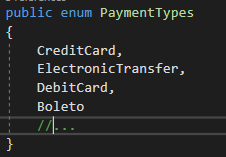 public enum PaymentTypes
{
CreditCard,
ElectronicTransfer,
DebitCard,
Boleto
//...
}